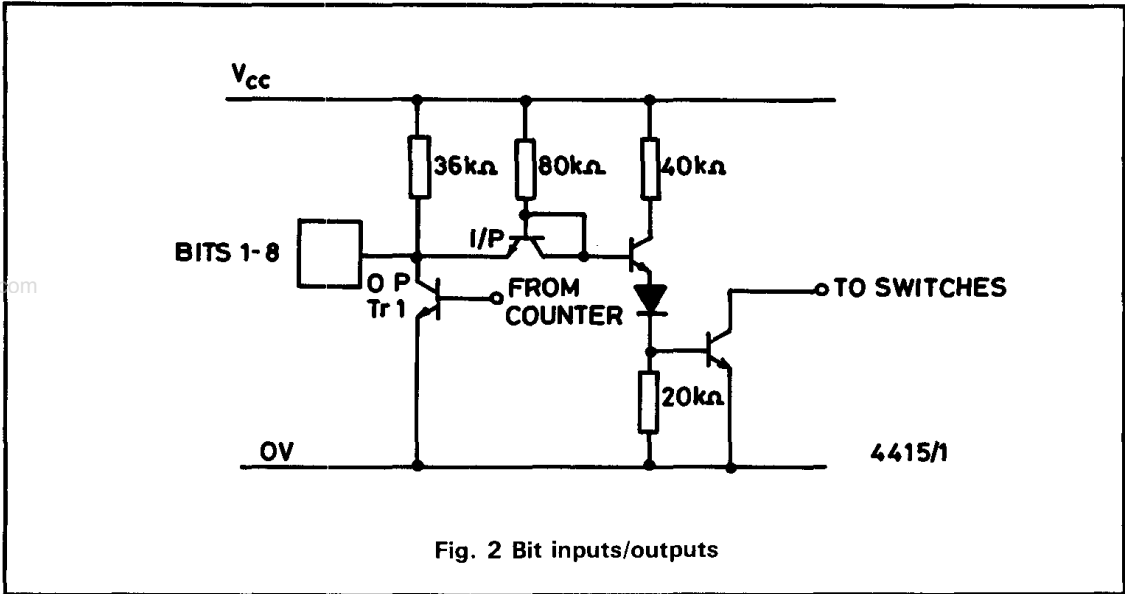 Vcc
36kΩ
80kΩ
40kΩ
I/P
BITS 1-8
com
O P
Tr 1
FROM
COUNTER
TO SWITCHES
20kΩ
0V
4415/1
Fig. 2 Bit inputs/outputs